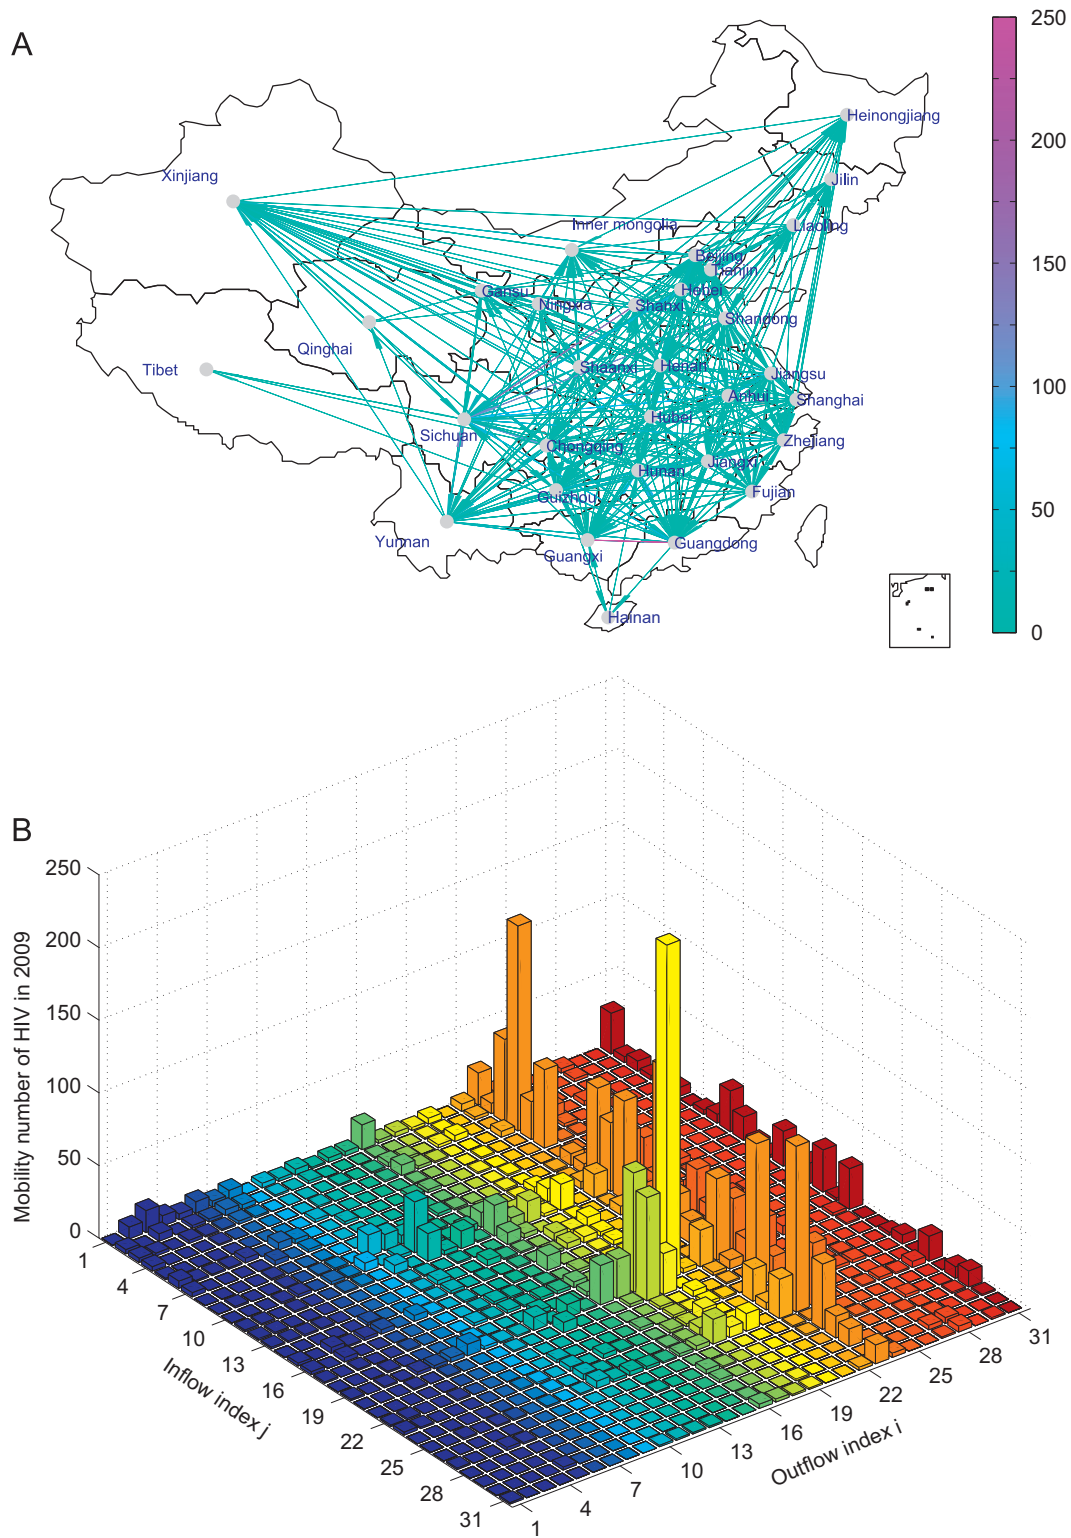 A
250
200
150
100
50
0
Heinongjiang
Jilin
Liaoling
Xinjiang
Inner mongolia
Beijing
Tianjin
Hebei
Gansu
Ningxia
Shanxi
Shandong
Qinghai
Tibet
Shaanxi
Henan
Jiangsu
Anhui
Shanghai
Sichuan
Hubei
Chongqing
Zhejiang
Jiangxi
Hunan
Guizhou
Fujian
Yunnan
Guangxi
Guangdong
Hainan
B
Mobility number of HIV in 2009
250
200
150
100
50
0
1
4
7
10
13
16
19
22
25
28
31
Inflow index j
1
4
7
10
13
16
19
22
25
28
31
Outflow index i